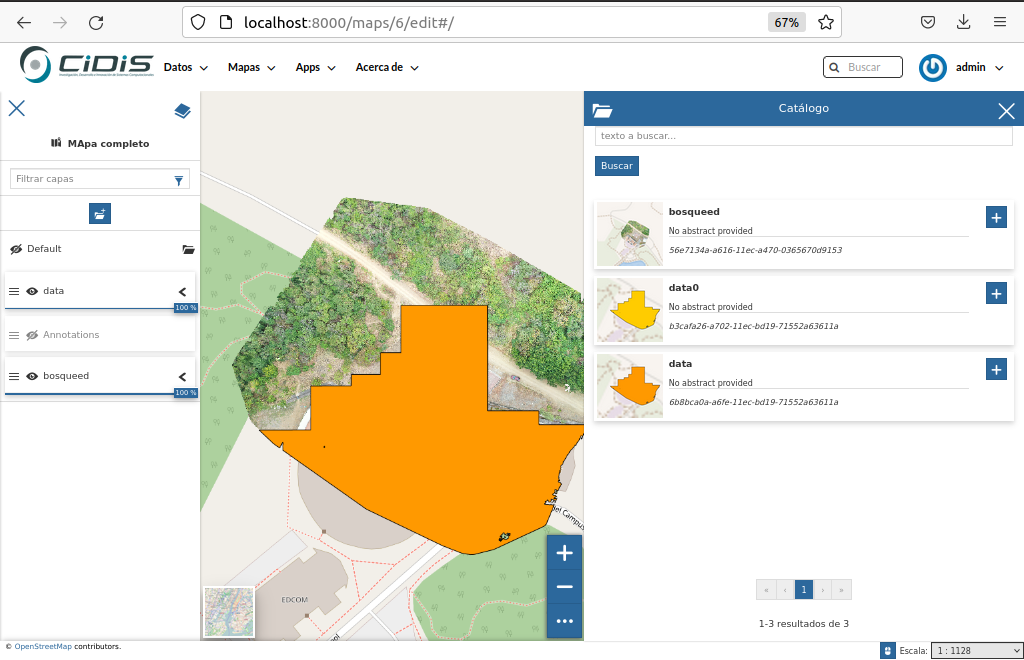 localhost:8000/maps/6/edit#/
67%
CIDIS
Datos
Mapas
Apps
Acerca de
Buscar
admin
MApa completo
Filtrar capas
Default
data
100 %
Annotations
bosqueed
100 %
del Campus
EDCOM
Catálogo
texto a buscar...
Buscar
bosqueed
No abstract provided
56e7134a-a616-11ec-a470-0365670d9153
data0
No abstract provided
b3cafa26-a702-11ec-bd19-71552a63611a
data
No abstract provided
6b8bca0a-a6fe-11ec-bd19-71552a63611a
« ‹ 1 › »
1-3 resultados de 3
© OpenStreetMap contributors.
Escala: 1 : 1128